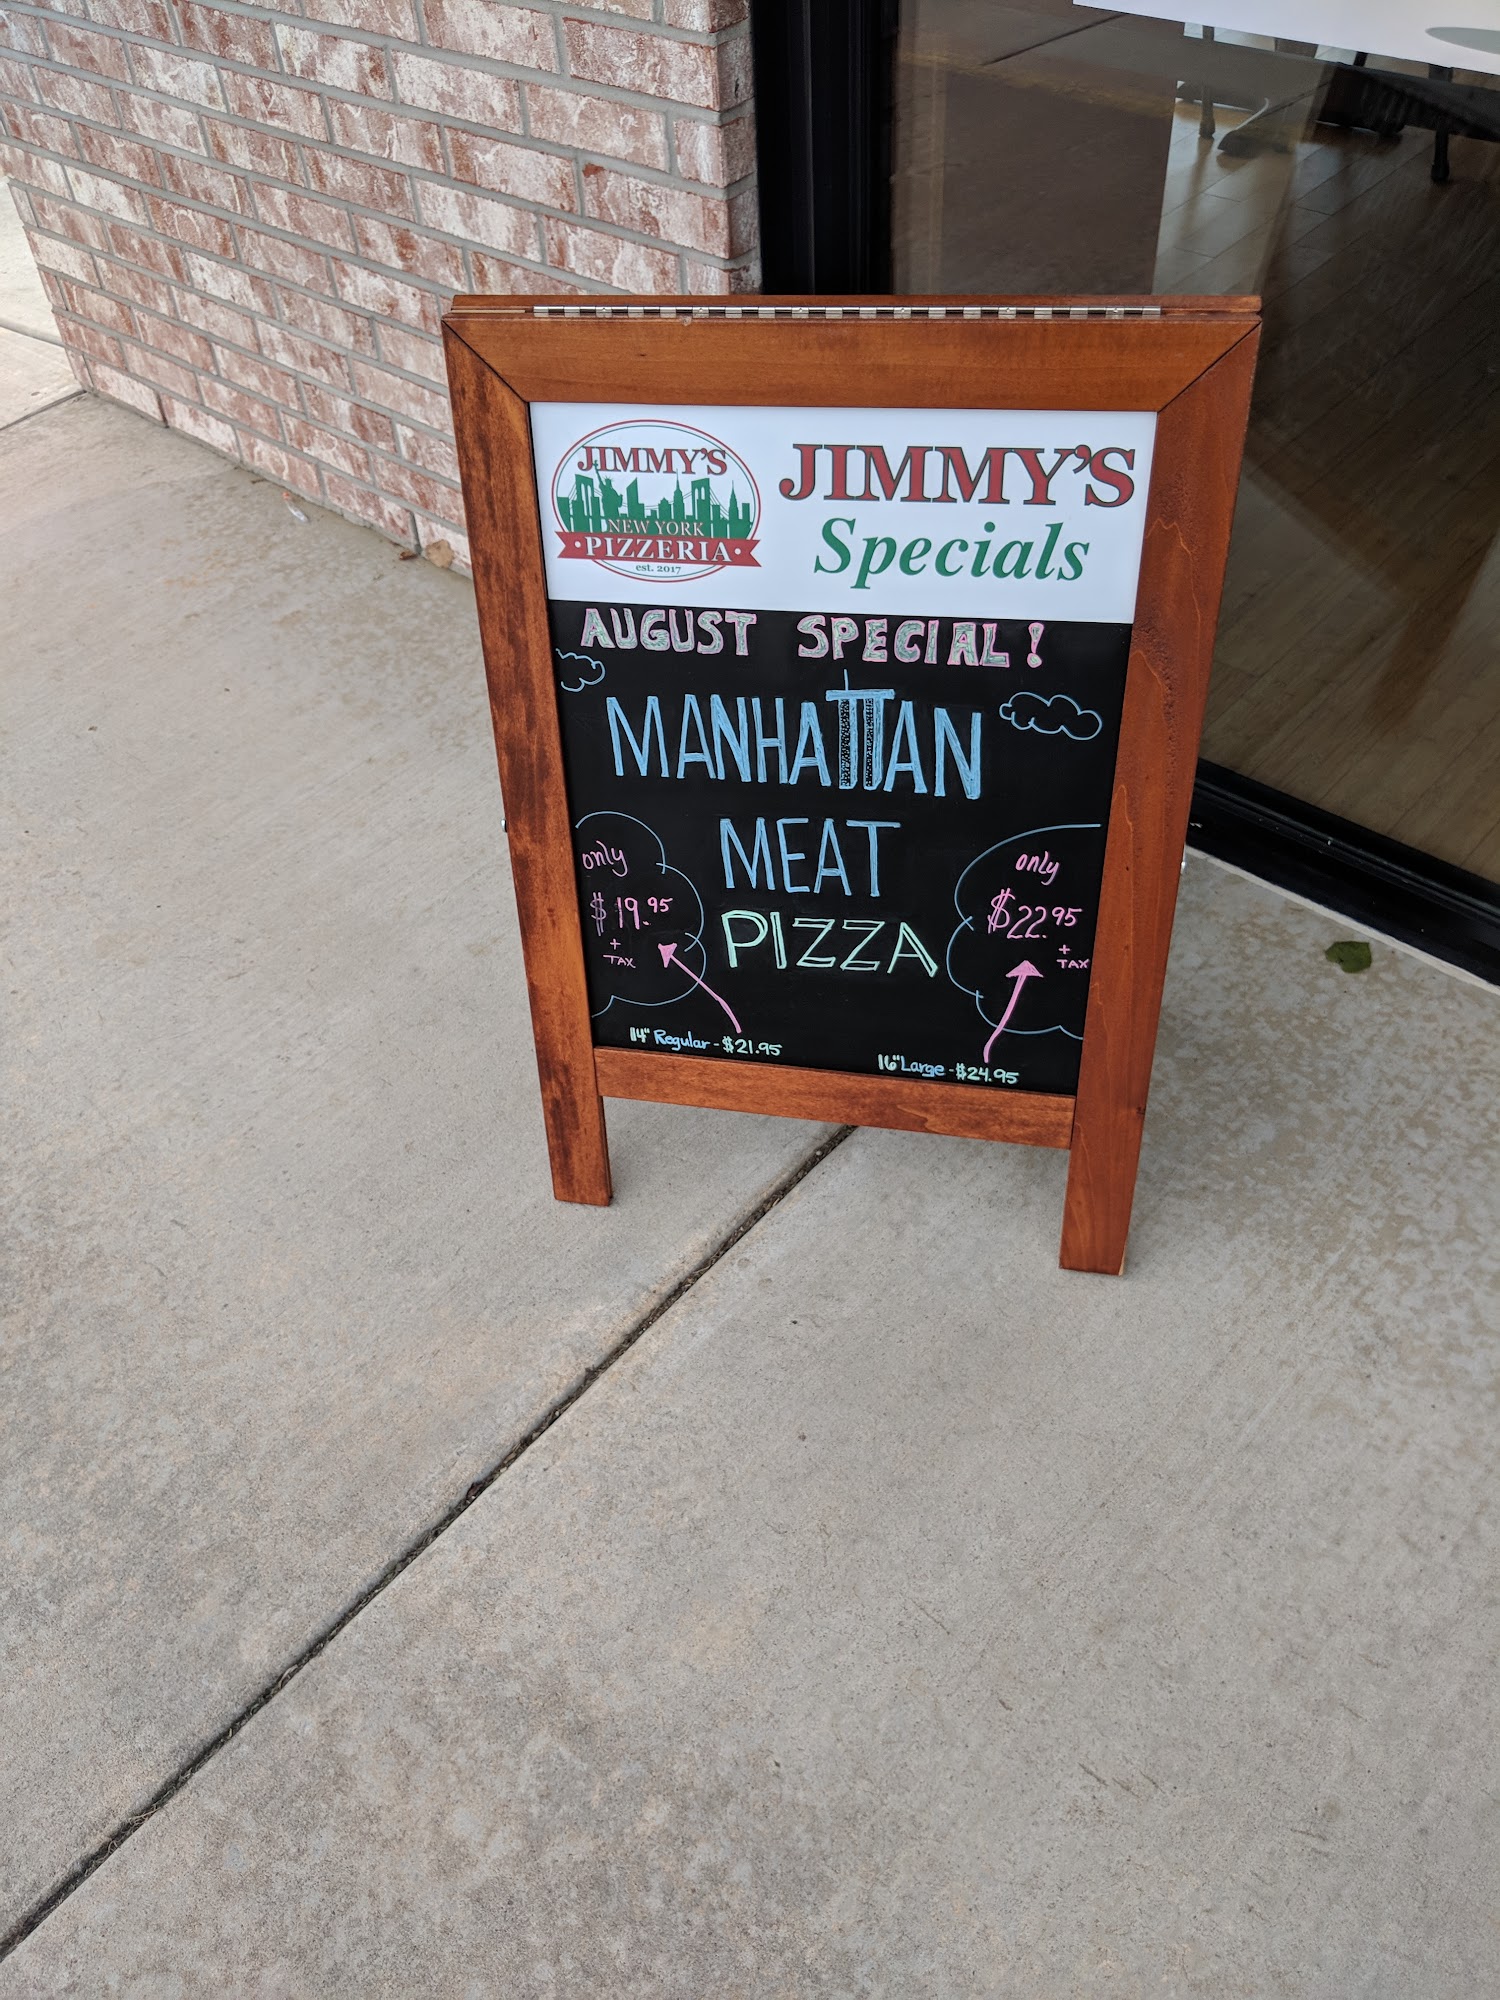 JIMMY'S
NEW YORK
PIZZERIA
est. 2017
JIMMY'S
Specials
AUGUST SPECIAL!
MANHATTAN
MEAT
PIZZA
only
$19.95
+
TAX
only
$22.95
+
TAX
14" Regular - $21.95
16" Large - $24.95